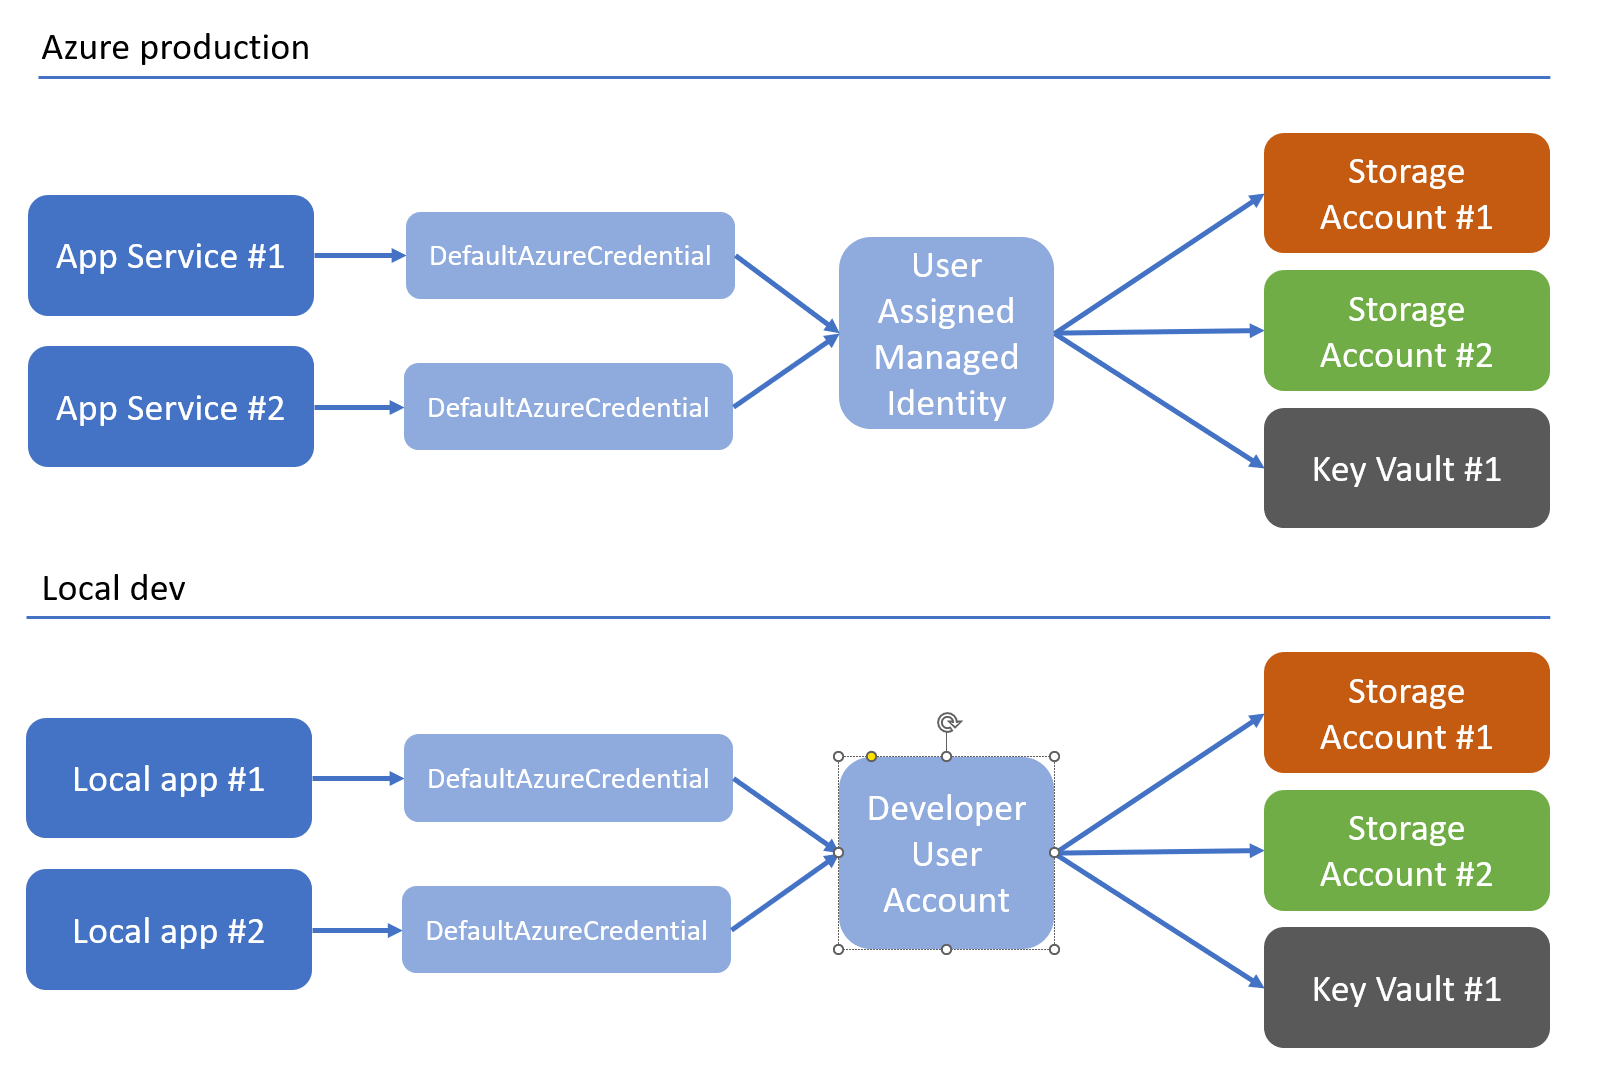 Azure production
App Service #1
DefaultAzureCredential
App Service #2
DefaultAzureCredential
User
Assigned
Managed
Identity
Storage
Account #1
Storage
Account #2
Key Vault #1
Local dev
Local app #1
DefaultAzureCredential
Local app #2
DefaultAzureCredential
Developer
User
Account
Storage
Account #1
Storage
Account #2
Key Vault #1